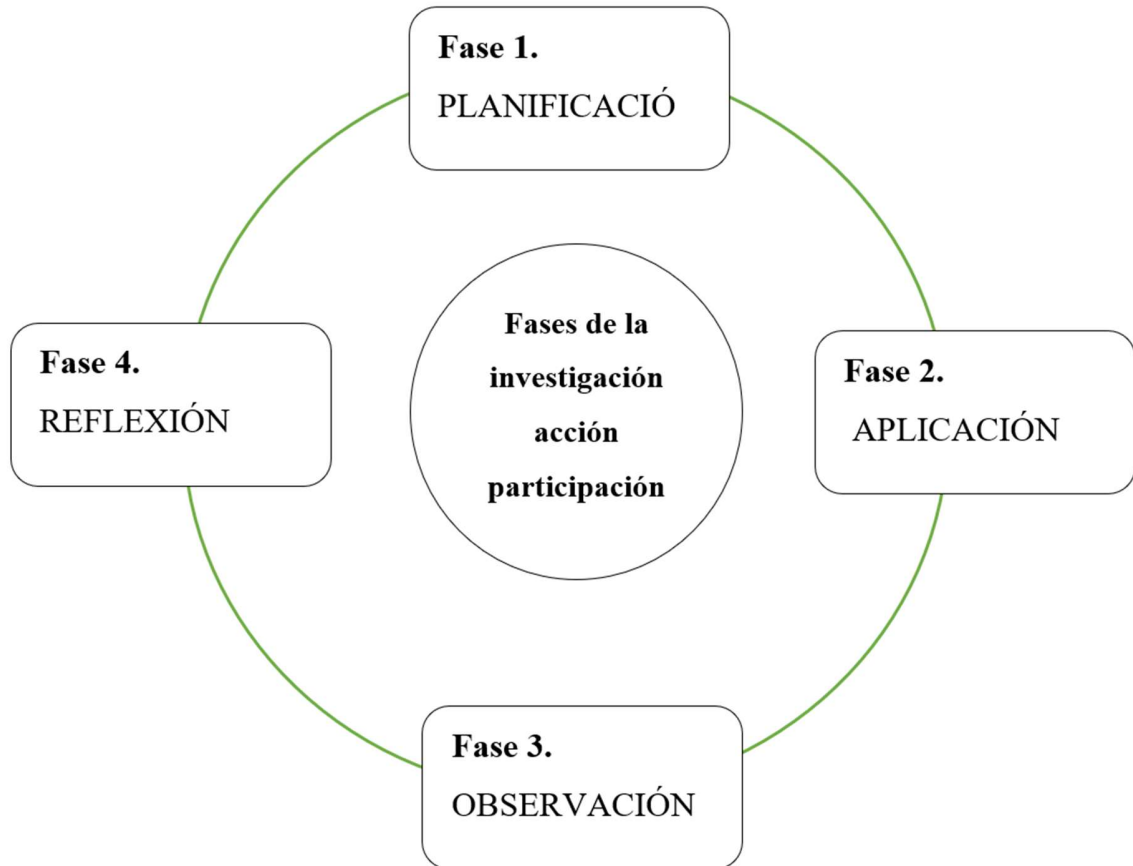 Fase 1.
PLANIFICACIÓ
Fases de la
investigación
acción
participación
Fase 4.
REFLEXIÓN
Fase 2.
APLICACIÓN
Fase 3.
OBSERVACIÓN